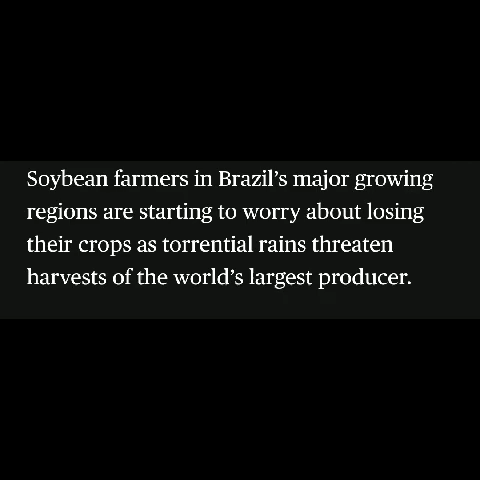 Soybean farmers in Brazil’s major growing
regions are starting to worry about losing
their crops as torrential rains threaten
harvests of the world’s largest producer.